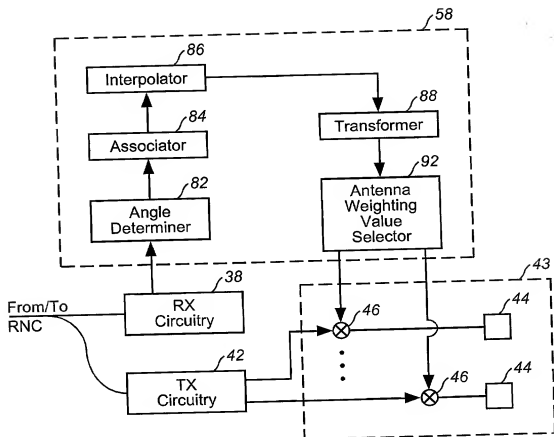 58
86
Interpolator
84
Associator
88
Transformer
82
Angle
Determiner
92
Antenna
Weighting
Value
Selector
38
RX
Circuitry
From/To
RNC
43
46
44
42
TX
Circuitry
46
44